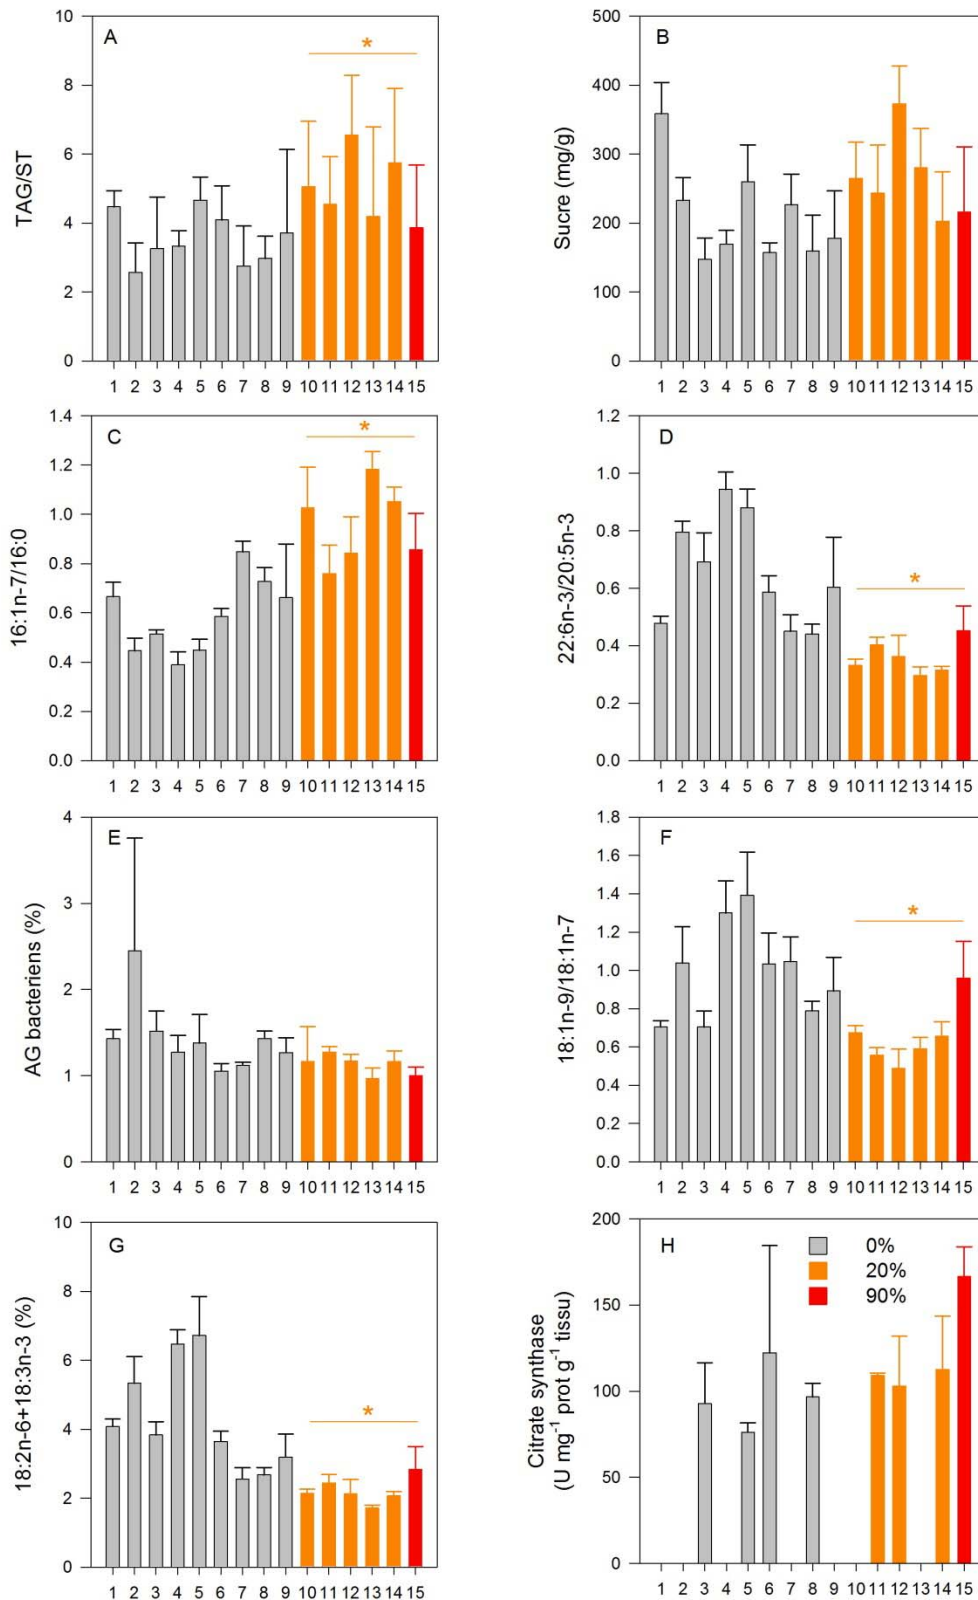 A
TAG/ST
10
8
6
4
2
0
*
1 2 3 4 5 6 7 8 9 10 11 12 13 14 15
B
Sucre (mg/g)
500
400
300
200
100
0
1 2 3 4 5 6 7 8 9 10 11 12 13 14 15
C
16:1n-7/16:0
1.4
1.2
1.0
0.8
0.6
0.4
0.2
0.0
*
1 2 3 4 5 6 7 8 9 10 11 12 13 14 15
D
22:6n-3/20:5n-3
1.2
1.0
0.8
0.6
0.4
0.2
0.0
*
1 2 3 4 5 6 7 8 9 10 11 12 13 14 15
E
AG bacteriens (%)
4
3
2
1
0
1 2 3 4 5 6 7 8 9 10 11 12 13 14 15
F
18:1n-9/18:1n-7
1.8
1.6
1.4
1.2
1.0
0.8
0.6
0.4
0.2
0.0
*
1 2 3 4 5 6 7 8 9 10 11 12 13 14 15
G
18:2n-6+18:3n-3 (%)
10
8
6
4
2
0
*
1 2 3 4 5 6 7 8 9 10 11 12 13 14 15
H
Citrate synthase
(U mg⁻¹ prot g⁻¹ tissu)
200
150
100
50
0
0%
20%
90%
1 2 3 4 5 6 7 8 9 10 11 12 13 14 15